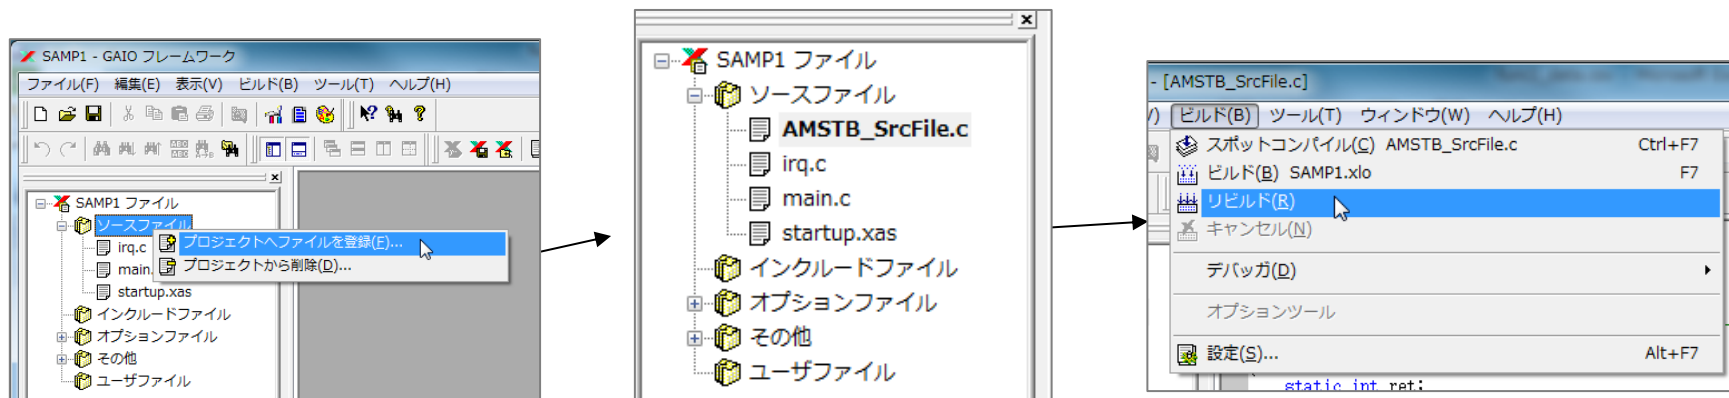 SAMP1 - GAIO フレームワーク
ファイル(F) 編集(E) 表示(V) ビルド(B) ツール(T) ヘルプ(H)
SAMP1 ファイル
ソースファイル
irq.c
プロジェクトへファイルを登録(F)...
main.
プロジェクトから削除(D)...
startup.xas
インクルードファイル
オプションファイル
その他
ユーザファイル
SAMP1 ファイル
ソースファイル
AMSTB_SrcFile.c
irq.c
main.c
startup.xas
インクルードファイル
オプションファイル
その他
ユーザファイル
- [AMSTB_SrcFile.c]
ビルド(B) ツール(T) ウィンドウ(W) ヘルプ(H)
スポットコンパイル(C) AMSTB_SrcFile.c Ctrl+F7
ビルド(B) SAMP1.xlo F7
リビルド(R)
キャンセル(N)
デバッガ(D)
オプションツール
設定(S)... Alt+F7
static int ret;